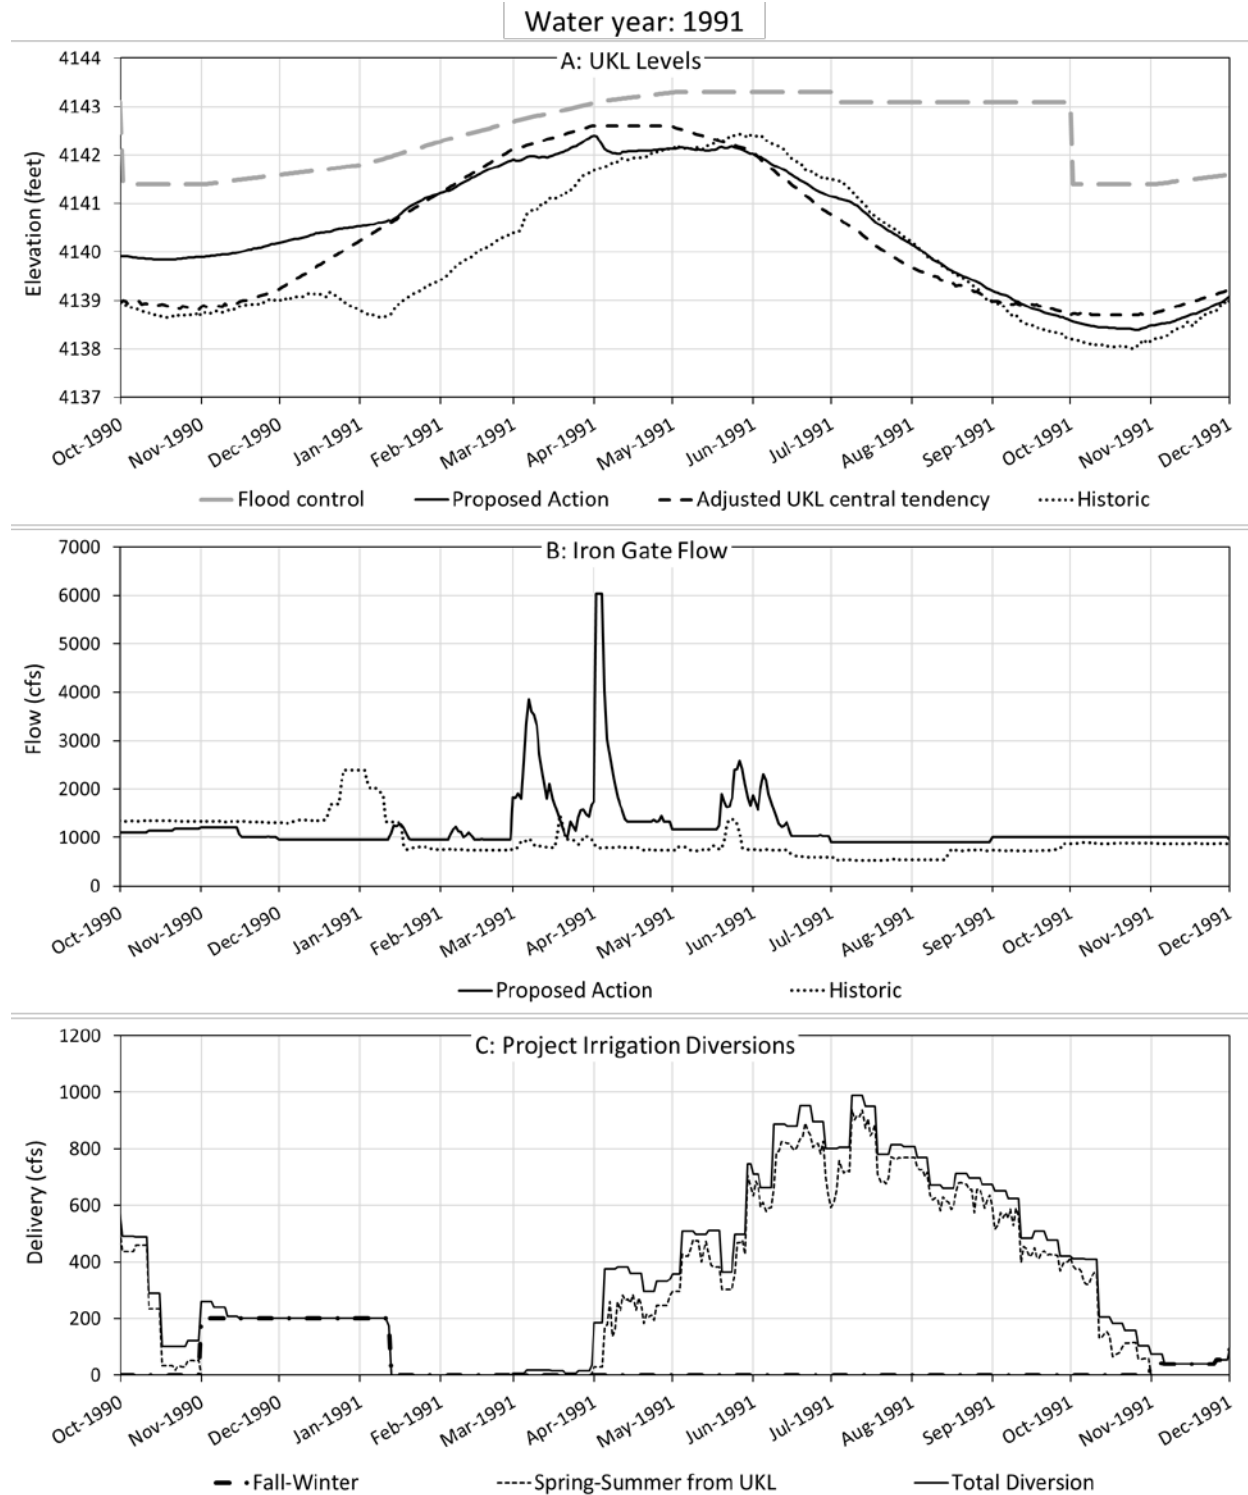 Water year: 1991
A: UKL Levels
Elevation (feet)
4144
4143
4142
4141
4140
4139
4138
4137
Oct-1990 Nov-1990 Dec-1990 Jan-1991 Feb-1991 Mar-1991 Apr-1991 May-1991 Jun-1991 Jul-1991 Aug-1991 Sep-1991 Oct-1991 Nov-1991 Dec-1991
Flood control Proposed Action Adjusted UKL central tendency Historic
B: Iron Gate Flow
Flow (cfs)
7000
6000
5000
4000
3000
2000
1000
0
Oct-1990 Nov-1990 Dec-1990 Jan-1991 Feb-1991 Mar-1991 Apr-1991 May-1991 Jun-1991 Jul-1991 Aug-1991 Sep-1991 Oct-1991 Nov-1991 Dec-1991
Proposed Action Historic
C: Project Irrigation Diversions
Delivery (cfs)
1200
1000
800
600
400
200
0
Oct-1990 Nov-1990 Dec-1990 Jan-1991 Feb-1991 Mar-1991 Apr-1991 May-1991 Jun-1991 Jul-1991 Aug-1991 Sep-1991 Oct-1991 Nov-1991 Dec-1991
Fall-Winter Spring-Summer from UKL Total Diversion